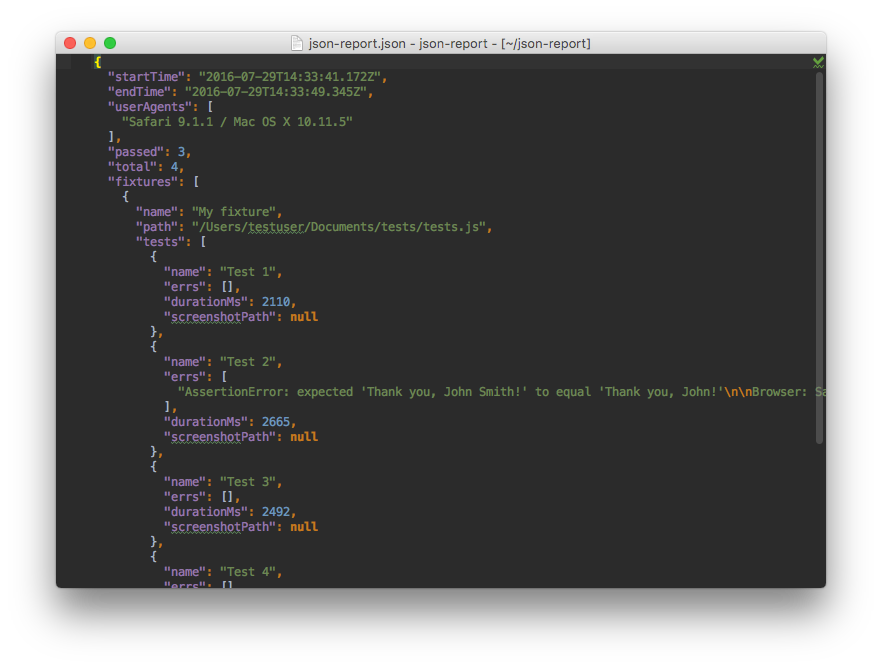 json-report.json - json-report - [~/json-report]
{
  "startTime": "2016-07-29T14:33:41.172Z",
  "endTime": "2016-07-29T14:33:49.345Z",
  "userAgents": [
    "Safari 9.1.1 / Mac OS X 10.11.5"
  ],
  "passed": 3,
  "total": 4,
  "fixtures": [
    {
      "name": "My fixture",
      "path": "/Users/testuser/Documents/tests/tests.js",
      "tests": [
        {
          "name": "Test 1",
          "errs": [],
          "durationMs": 2110,
          "screenshotPath": null
        },
        {
          "name": "Test 2",
          "errs": [
            "AssertionError: expected 'Thank you, John Smith!' to equal 'Thank you, John!'\n\nBrowser: Sa
          ],
          "durationMs": 2665,
          "screenshotPath": null
        },
        {
          "name": "Test 3",
          "errs": [],
          "durationMs": 2492,
          "screenshotPath": null
        },
        {
          "name": "Test 4",
          "errs": []